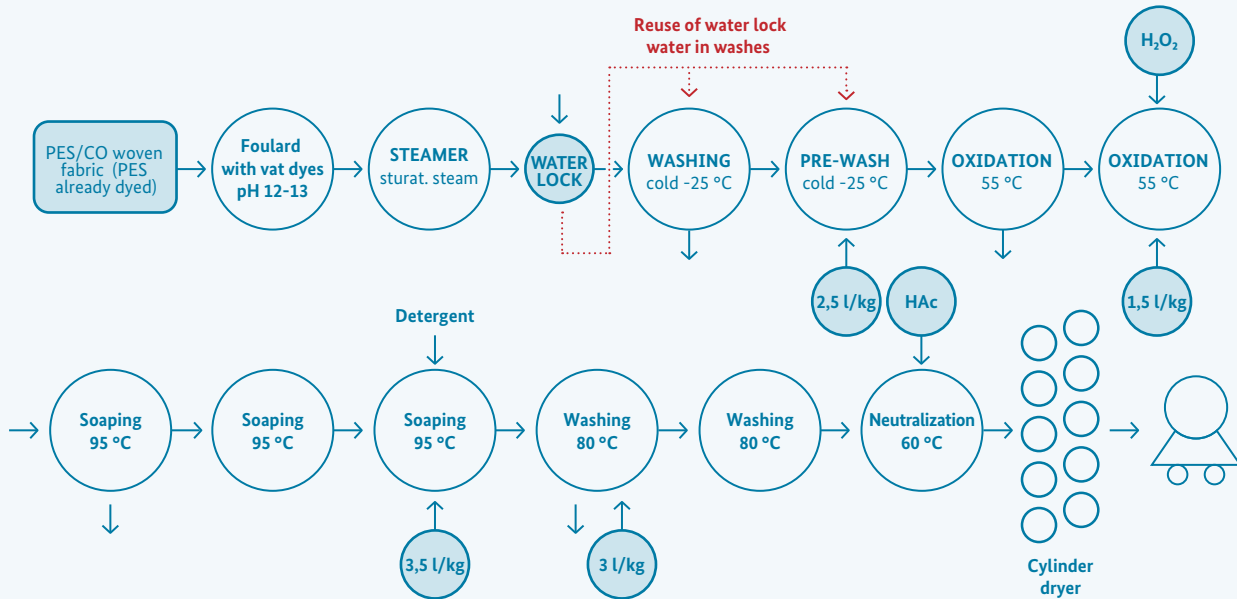 Reuse of water lock
water in washes
H₂O₂
PES/CO woven
fabric (PES
already dyed)
Foulard
with vat dyes
pH 12-13
STEAMER
sturat. steam
WATER
LOCK
WASHING
cold -25 °C
PRE-WASH
cold -25 °C
OXIDATION
55 °C
OXIDATION
55 °C
2,5 l/kg
HAc
1,5 l/kg
Detergent
Soaping
95 °C
Soaping
95 °C
Soaping
95 °C
Washing
80 °C
Washing
80 °C
Neutralization
60 °C
3,5 l/kg
3 l/kg
Cylinder
dryer